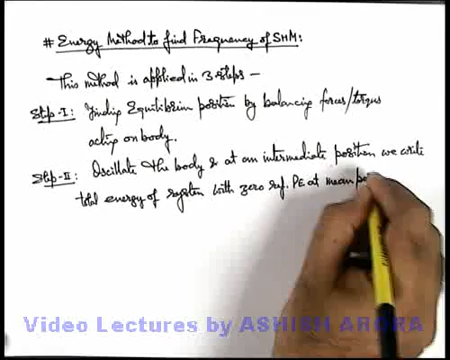 # Energy Method to find Frequency of SHM:
This method is applied in 3 steps –
Step-I: Finding Equilibrium position by balancing forces/torques
acting on body.
Step-II: Oscillate the body & at an intermediate position we write
total energy of system with zero ref. PE at mean po
Video Lectures by ASHISH ARORA